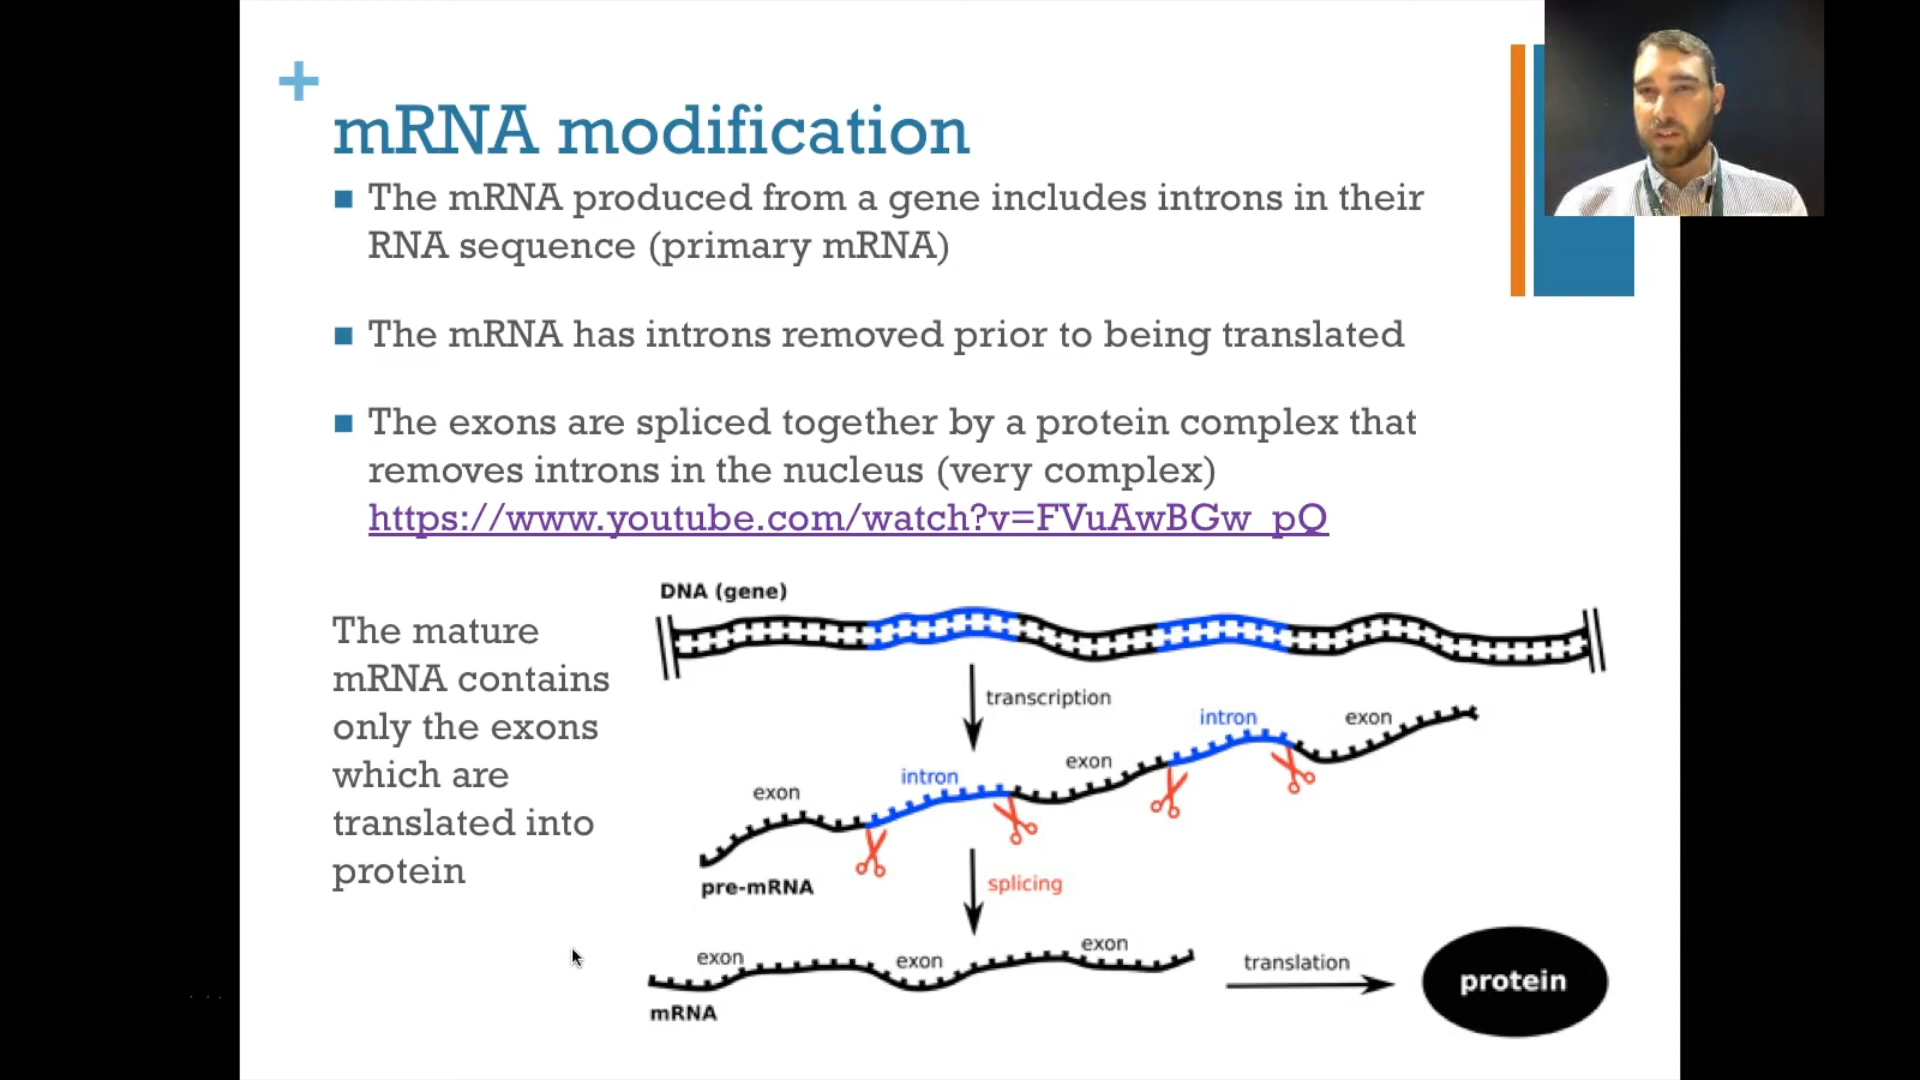 +
mRNA modification
The mRNA produced from a gene includes introns in their
RNA sequence (primary mRNA)
The mRNA has introns removed prior to being translated
The exons are spliced together by a protein complex that
removes introns in the nucleus (very complex)
https://www.youtube.com/watch?v=FVuAwBGw_pQ
The mature
mRNA contains
only the exons
which are
translated into
protein
DNA (gene)
transcription
exon
intron
exon
intron
exon
pre-mRNA
splicing
exon
exon
exon
mRNA
translation
protein